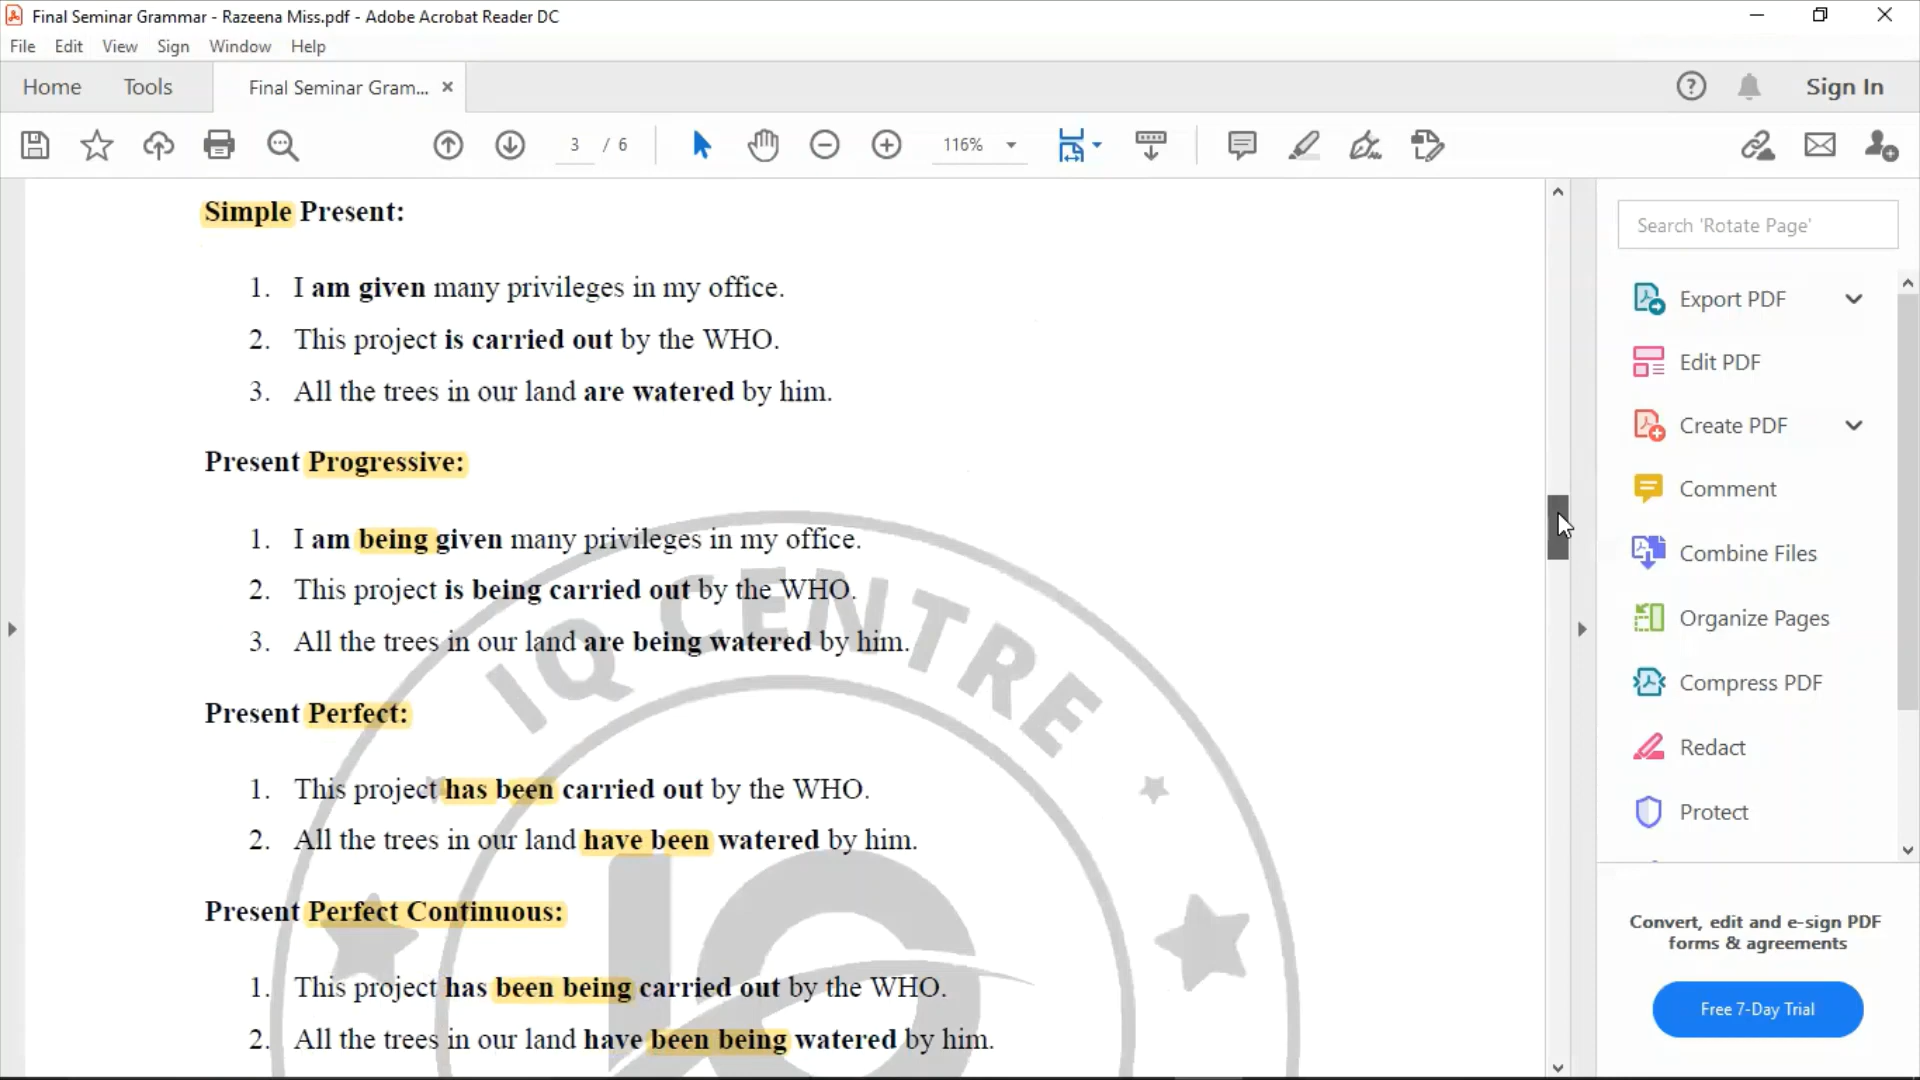 Final Seminar Grammar - Razeena Miss.pdf - Adobe Acrobat Reader DC
File Edit View Sign Window Help
Home Tools Final Seminar Gram... × Sign In
3 / 6 116%
Simple Present:
1. I am given many privileges in my office.
2. This project is carried out by the WHO.
3. All the trees in our land are watered by him.
Present Progressive:
1. I am being given many privileges in my office.
2. This project is being carried out by the WHO.
3. All the trees in our land are being watered by him.
Present Perfect:
1. This project has been carried out by the WHO.
2. All the trees in our land have been watered by him.
Present Perfect Continuous:
1. This project has been being carried out by the WHO.
2. All the trees in our land have been being watered by him.
IQ CENTRE
IQ
Search 'Rotate Page'
Export PDF
Edit PDF
Create PDF
Comment
Combine Files
Organize Pages
Compress PDF
Redact
Protect
Convert, edit and e-sign PDF
forms & agreements
Free 7-Day Trial